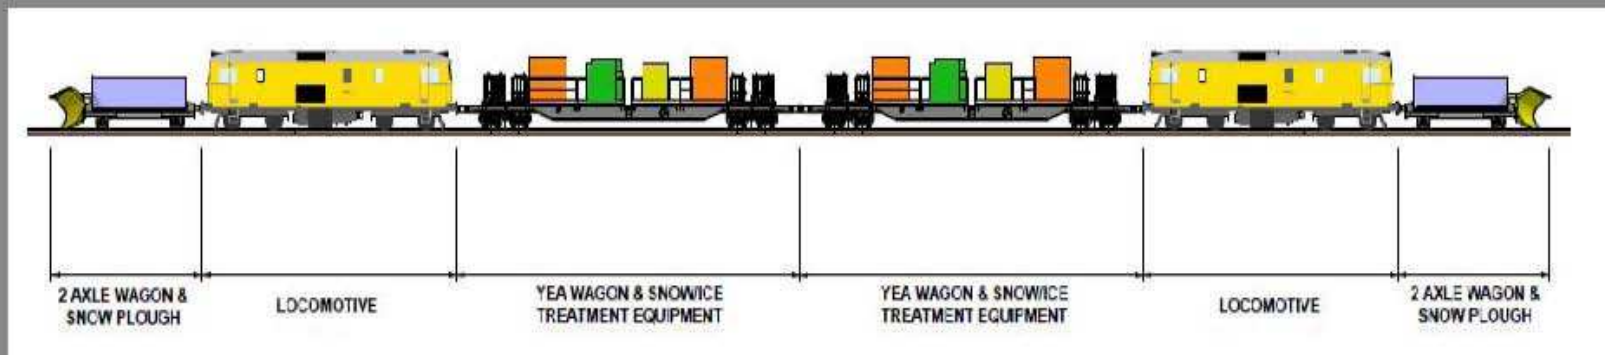 2 AXLE WAGON &
SNOW PLOUGH
LOCOMOTIVE
YEA WAGON & SNOW/ICE
TREATMENT EQUIPMENT
YEA WAGON & SNOW/ICE
TREATMENT EQUIPMENT
LOCOMOTIVE
2 AXLE WAGON &
SNOW PLOUGH